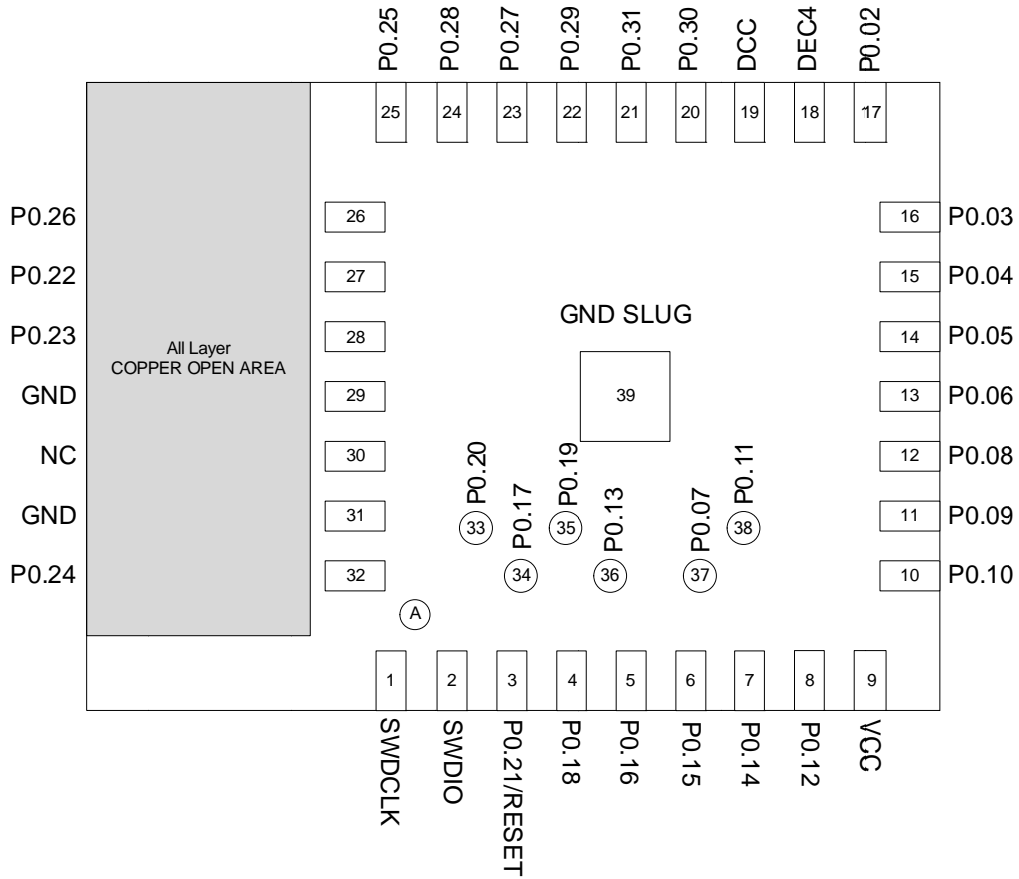 P0.25 P0.28 P0.27 P0.29 P0.31 P0.30 DCC DEC4 P0.02
25 24 23 22 21 20 19 18 17
P0.26 26 16 P0.03
P0.22 27 15 P0.04
GND SLUG
P0.23 28 14 P0.05
All Layer
COPPER OPEN AREA
GND 29 39 13 P0.06
NC 30 12 P0.08
P0.20 P0.17 P0.19 P0.13 P0.07 P0.11
GND 31 33 35 38 11 P0.09
P0.24 32 34 36 37 10 P0.10
A
1 2 3 4 5 6 7 8 9
SWDCLK SWDIO P0.21/RESET P0.18 P0.16 P0.15 P0.14 P0.12 VCC